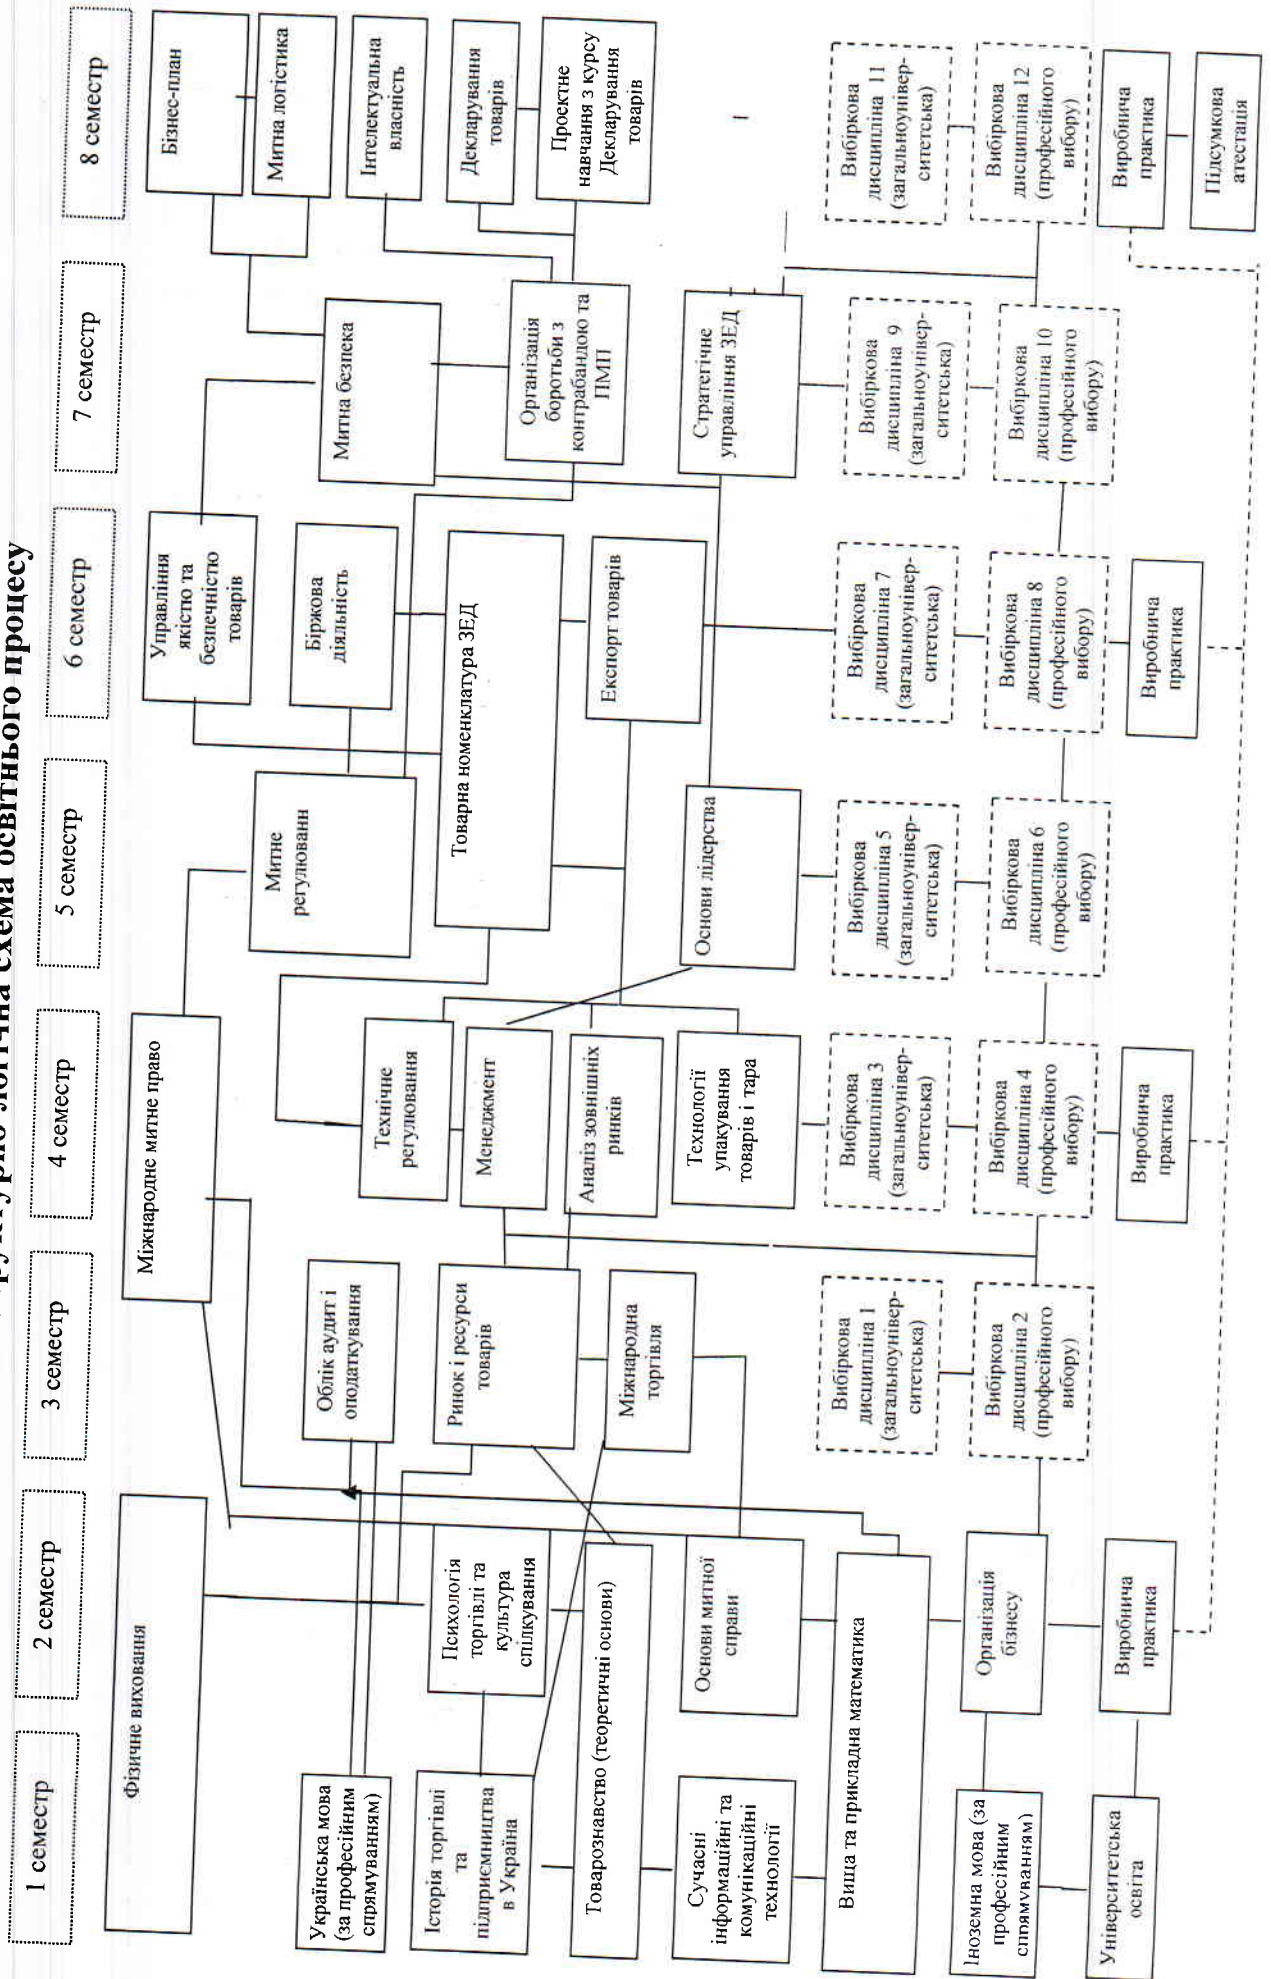 структурно-логічна схема освітнього процесу
1 семестр
2 семестр
3 семестр
4 семестр
5 семестр
6 семестр
7 семестр
8 семестр
Фізичне виховання
Українська мова
(за професійним
спрямуванням)
Історія торгівлі
та
підприємництва
в Україна
Товарознавство (теоретичні основи)
Сучасні
інформаційні та
комунікаційні
технології
Вища та прикладна математика
Іноземна мова (за
професійним
спрямуванням)
Університетська
освіта
Психологія
торгівлі та
культура
спілкування
Основи митної
справи
Організація
бізнесу
Виробнича
практика
Міжнародне митне право
Облік аудит і
оподаткування
Ринок і ресурси
товарів
Міжнародна
торгівля
Вибіркова
дисципліна 1
(загальноунівер-
ситетська)
Вибіркова
дисципліна 2
(професійного
вибору)
Технічне
регулювання
Менеджмент
Аналіз зовнішніх
ринків
Технології
упакування
товарів і тара
Вибіркова
дисципліна 3
(загальноунівер-
ситетська)
Вибіркова
дисципліна 4
(професійного
вибору)
Виробнича
практика
Митне
регулюванн
Товарна номенклатура ЗЕД
Основи лідерства
Вибіркова
дисципліна 5
(загальноунівер-
ситетська)
Вибіркова
дисципліна 6
(професійного
вибору)
Управління
якістю та
безпечністю
товарів
Біржова
діяльність
Експорт товарів
Вибіркова
дисципліна 7
(загальноунівер-
ситетська)
Вибіркова
дисципліна 8
(професійного
вибору)
Виробнича
практика
Митна безпека
Організація
боротьби з
контрабандою та
ПМП
Стратегічне
управління ЗЕД
Вибіркова
дисципліна 9
(загальноунівер-
ситетська)
Вибіркова
дисципліна 10
(професійного
вибору)
Бізнес-план
Митна логістика
Інтелектуальна
власність
Декларування
товарів
Проектне
навчання з курсу
Декларування
товарів
Вибіркова
дисципліна 11
(загальноунівер-
ситетська)
Вибіркова
дисципліна 12
(професійного
вибору)
Виробнича
практика
Підсумкова
атестація